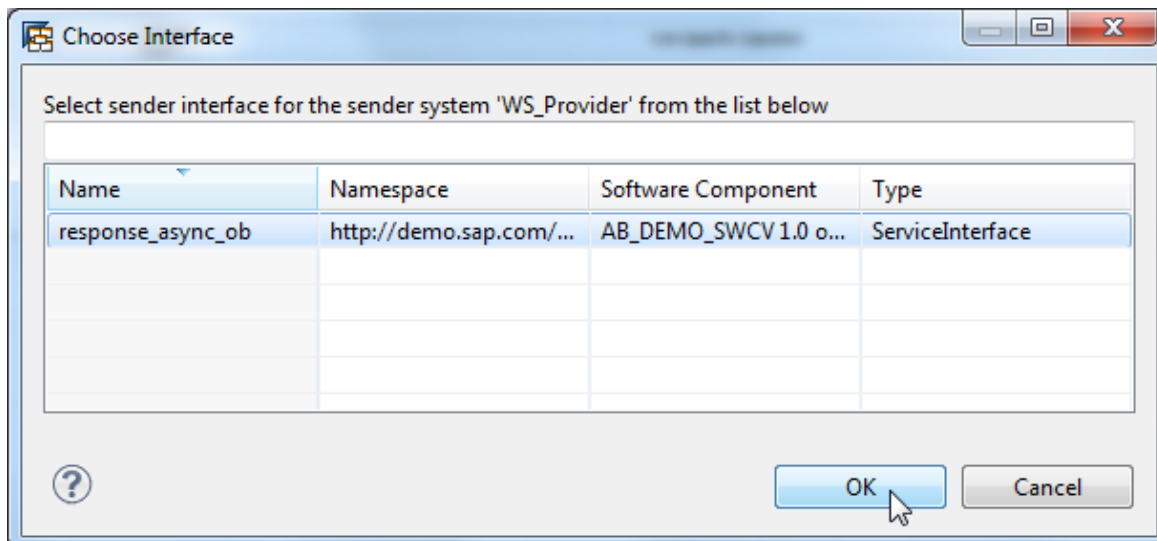 Choose Interface
Select sender interface for the sender system 'WS_Provider' from the list below
Name Namespace Software Component Type
response_async_ob http://demo.sap.com/... AB_DEMO_SWCV 1.0 o... ServiceInterface
?
OK Cancel